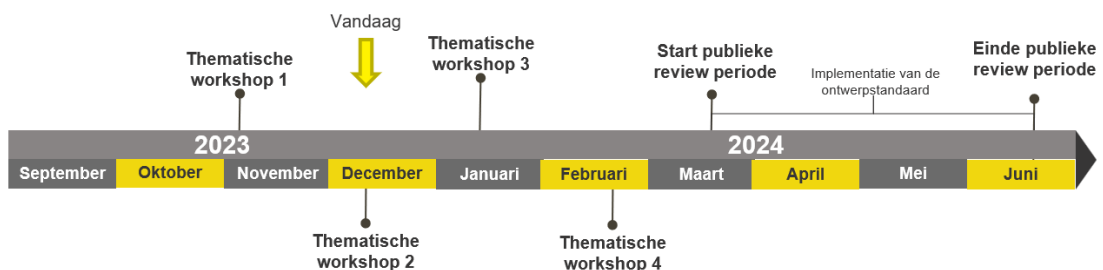 Vandaag
Thematische
workshop 1
Thematische
workshop 3
Start publieke
review periode
Implementatie van de
ontwerpstandaard
Einde publieke
review periode
2023
2024
September
Oktober
November
December
Januari
Februari
Maart
April
Mei
Juni
Thematische
workshop 2
Thematische
workshop 4